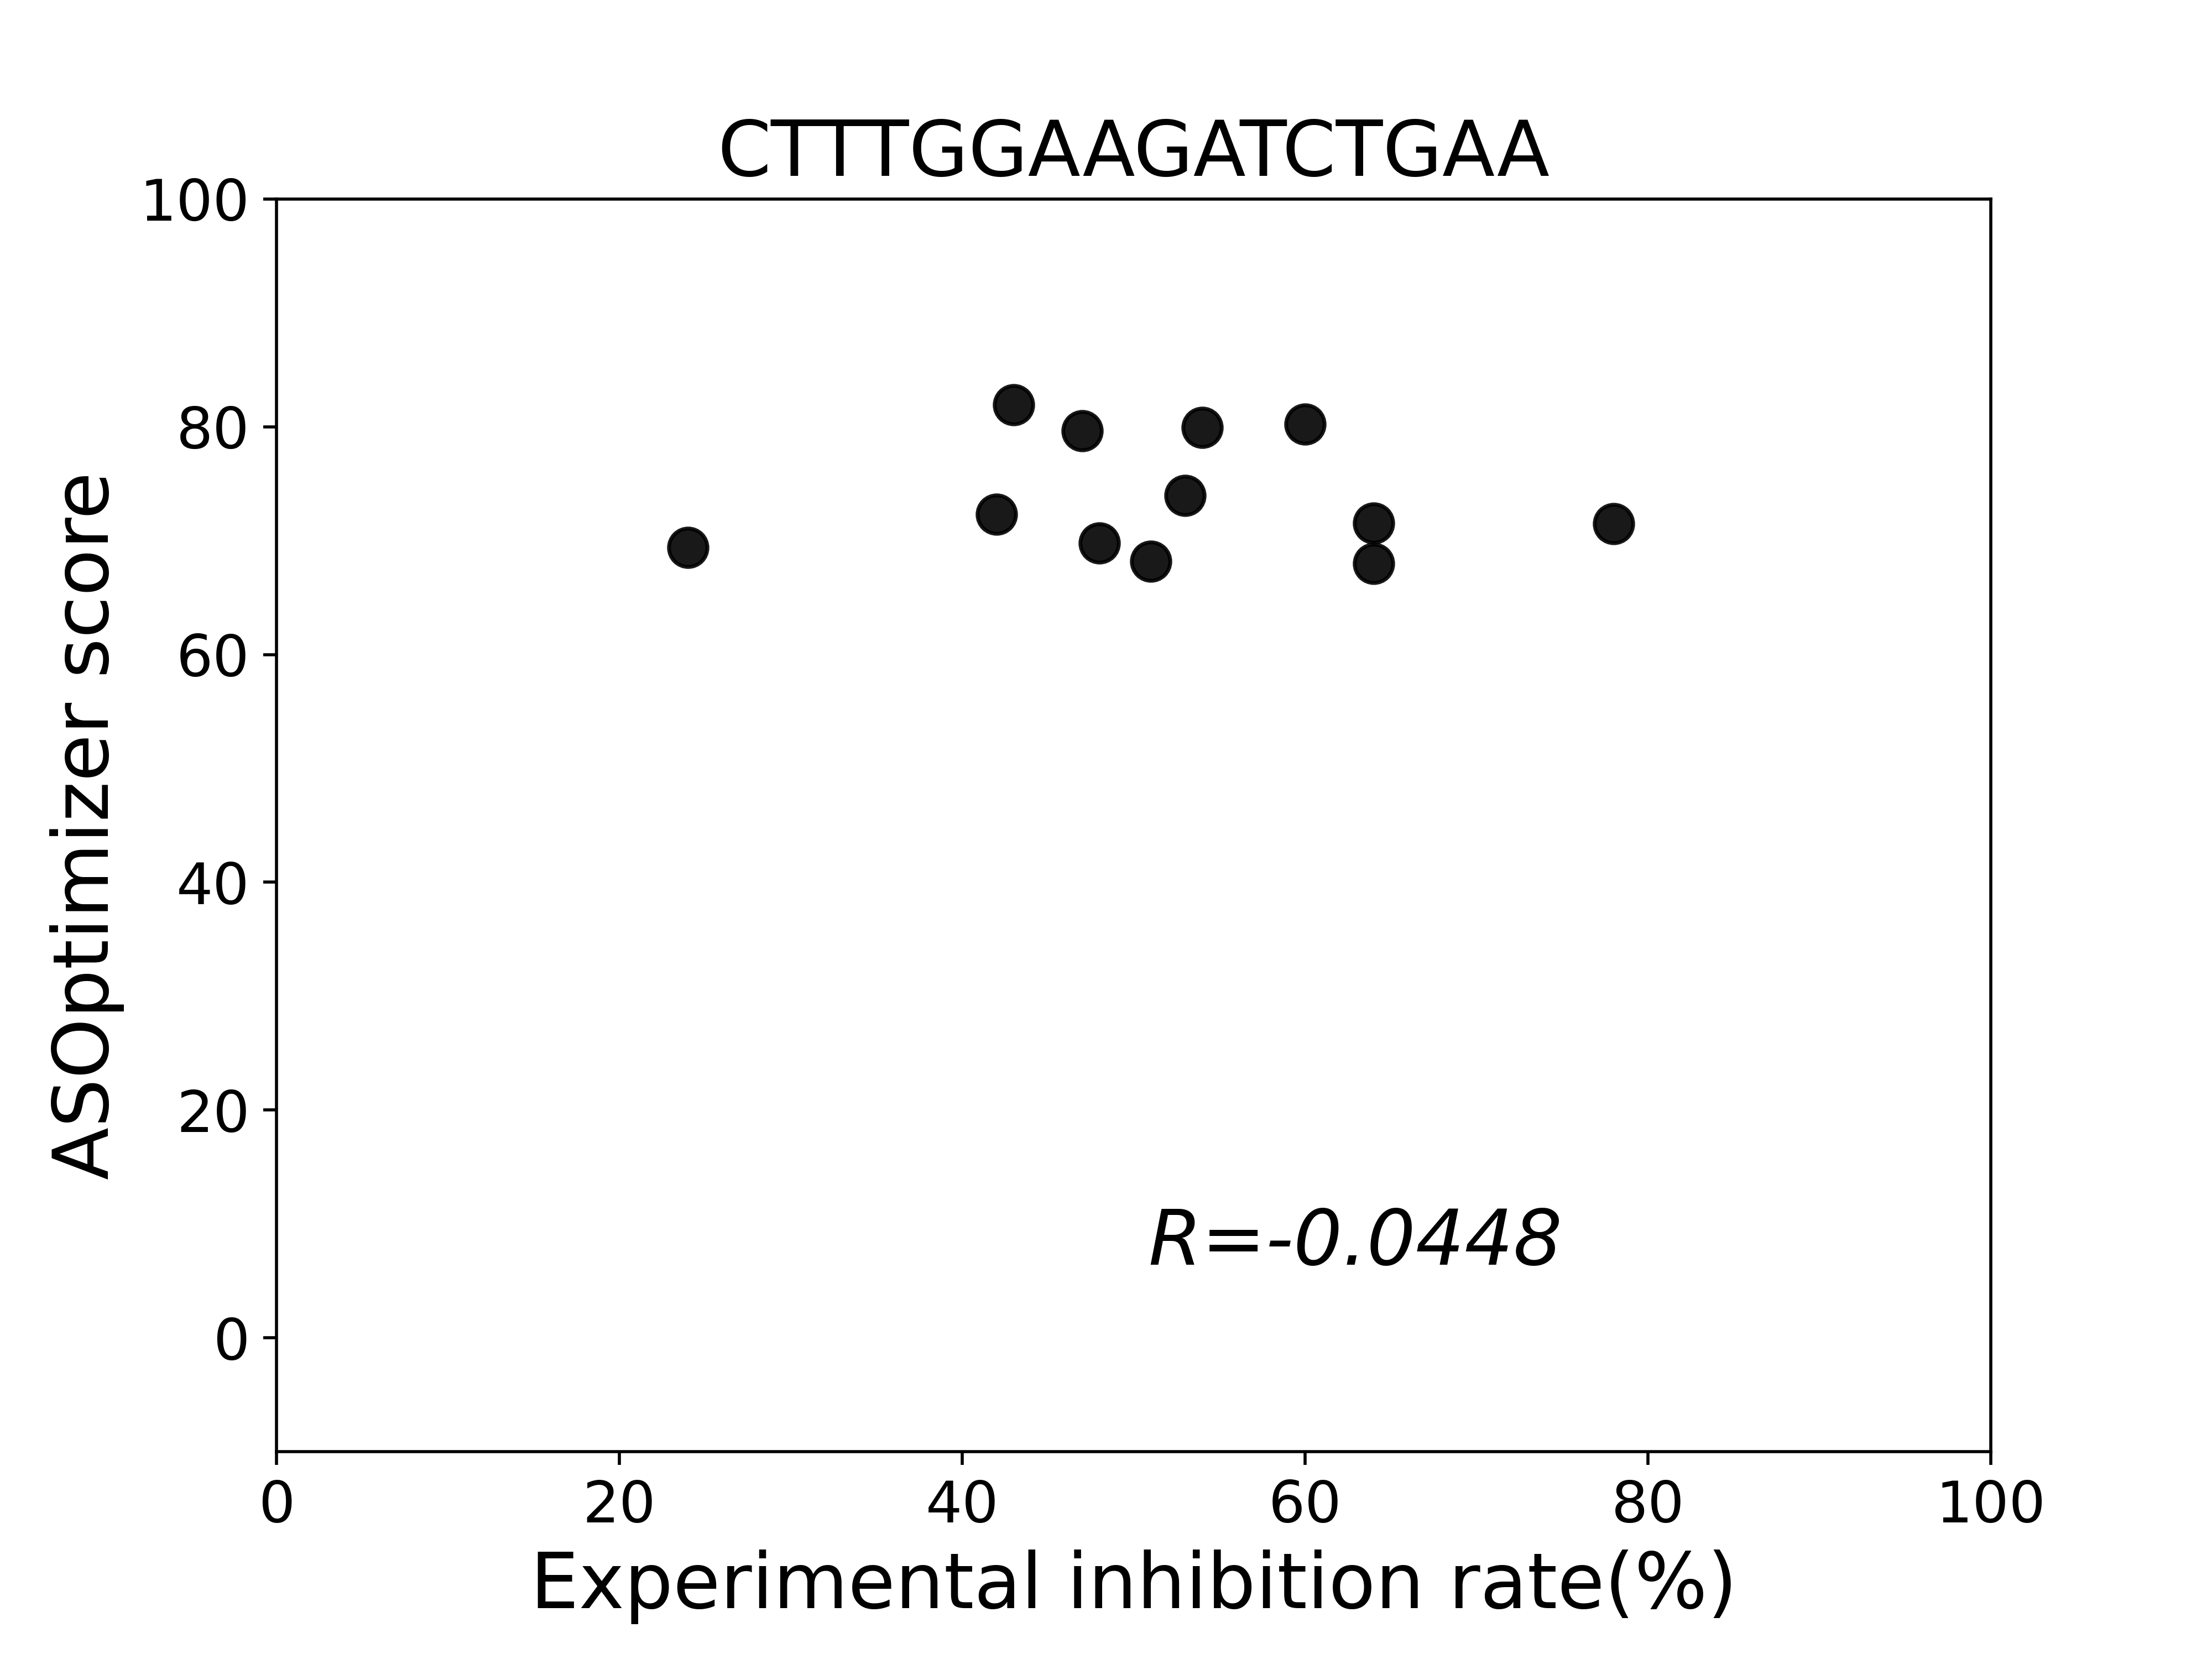 CTTTGGAAGATCTGAA
100
80
60
40
20
0
ASOptimizer score
R=-0.0448
0 20 40 60 80 100
Experimental inhibition rate(%)